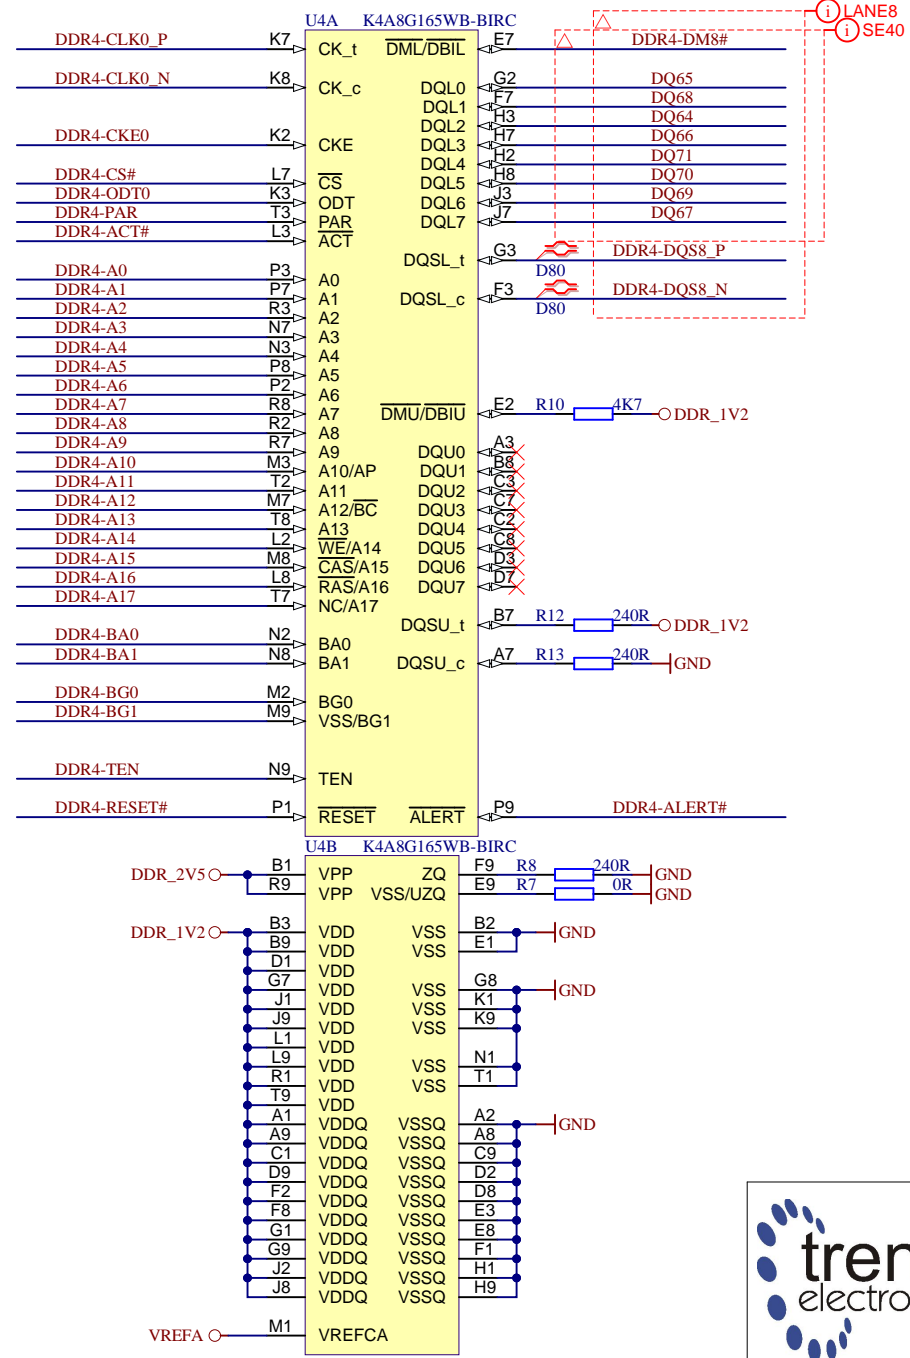 U4A K4A8G165WB-BIRC
LANE8
SE40
DDR4-CLK0_P K7 CK_t DML/DBIL E7 DDR4-DM8#
DDR4-CLK0_N K8 CK_c DQL0 G2 DQ65
DQL1 F7 DQ68
DQL2 H3 DQ64
DDR4-CKE0 K2 CKE DQL3 H7 DQ66
DQL4 H2 DQ71
DDR4-CS# L7 CS DQL5 H8 DQ70
DDR4-ODT0 K3 ODT DQL6 J3 DQ69
DDR4-PAR T3 PAR DQL7 J7 DQ67
DDR4-ACT# L3 ACT
DQSL_t G3 D80 DDR4-DQS8_P
DDR4-A0 P3 A0
DDR4-A1 P7 A1 DQSL_c F3 D80 DDR4-DQS8_N
DDR4-A2 R3 A2
DDR4-A3 N7 A3
DDR4-A4 N3 A4
DDR4-A5 P8 A5
DDR4-A6 P2 A6
DDR4-A7 R8 A7 DMU/DBIU E2 R10 4K7 DDR_1V2
DDR4-A8 R2 A8
DDR4-A9 R7 A9 DQU0 A3
DDR4-A10 M3 A10/AP DQU1 B8
DDR4-A11 T2 A11 DQU2 C3
DDR4-A12 M7 A12/BC DQU3 C7
DDR4-A13 T8 A13 DQU4 C2
DDR4-A14 L2 WE/A14 DQU5 C8
DDR4-A15 M8 CAS/A15 DQU6 D3
DDR4-A16 L8 RAS/A16 DQU7 D7
DDR4-A17 T7 NC/A17
DQSU_t B7 R12 240R DDR_1V2
DDR4-BA0 N2 BA0
DDR4-BA1 N8 BA1 DQSU_c A7 R13 240R GND
DDR4-BG0 M2 BG0
DDR4-BG1 M9 VSS/BG1
DDR4-TEN N9 TEN
DDR4-RESET# P1 RESET ALERT P9 DDR4-ALERT#
U4B K4A8G165WB-BIRC
DDR_2V5 B1 VPP ZQ F9 R8 240R GND
R9 VPP VSS/UZQ E9 R7 0R GND
DDR_1V2 B3 VDD VSS B2 GND
B9 VDD VSS E1
D1 VDD
G7 VDD VSS G8 GND
J1 VDD VSS K1
J9 VDD VSS K9
L1 VDD
L9 VDD VSS N1
R1 VDD VSS T1
T9 VDD
A1 VDDQ VSSQ A2 GND
A9 VDDQ VSSQ A8
C1 VDDQ VSSQ C9
D9 VDDQ VSSQ D2
F2 VDDQ VSSQ D8
F8 VDDQ VSSQ E3
G1 VDDQ VSSQ E8
G9 VDDQ VSSQ F1
J2 VDDQ VSSQ H1
J8 VDDQ VSSQ H9
VREFA M1 VREFCA
tren
electro